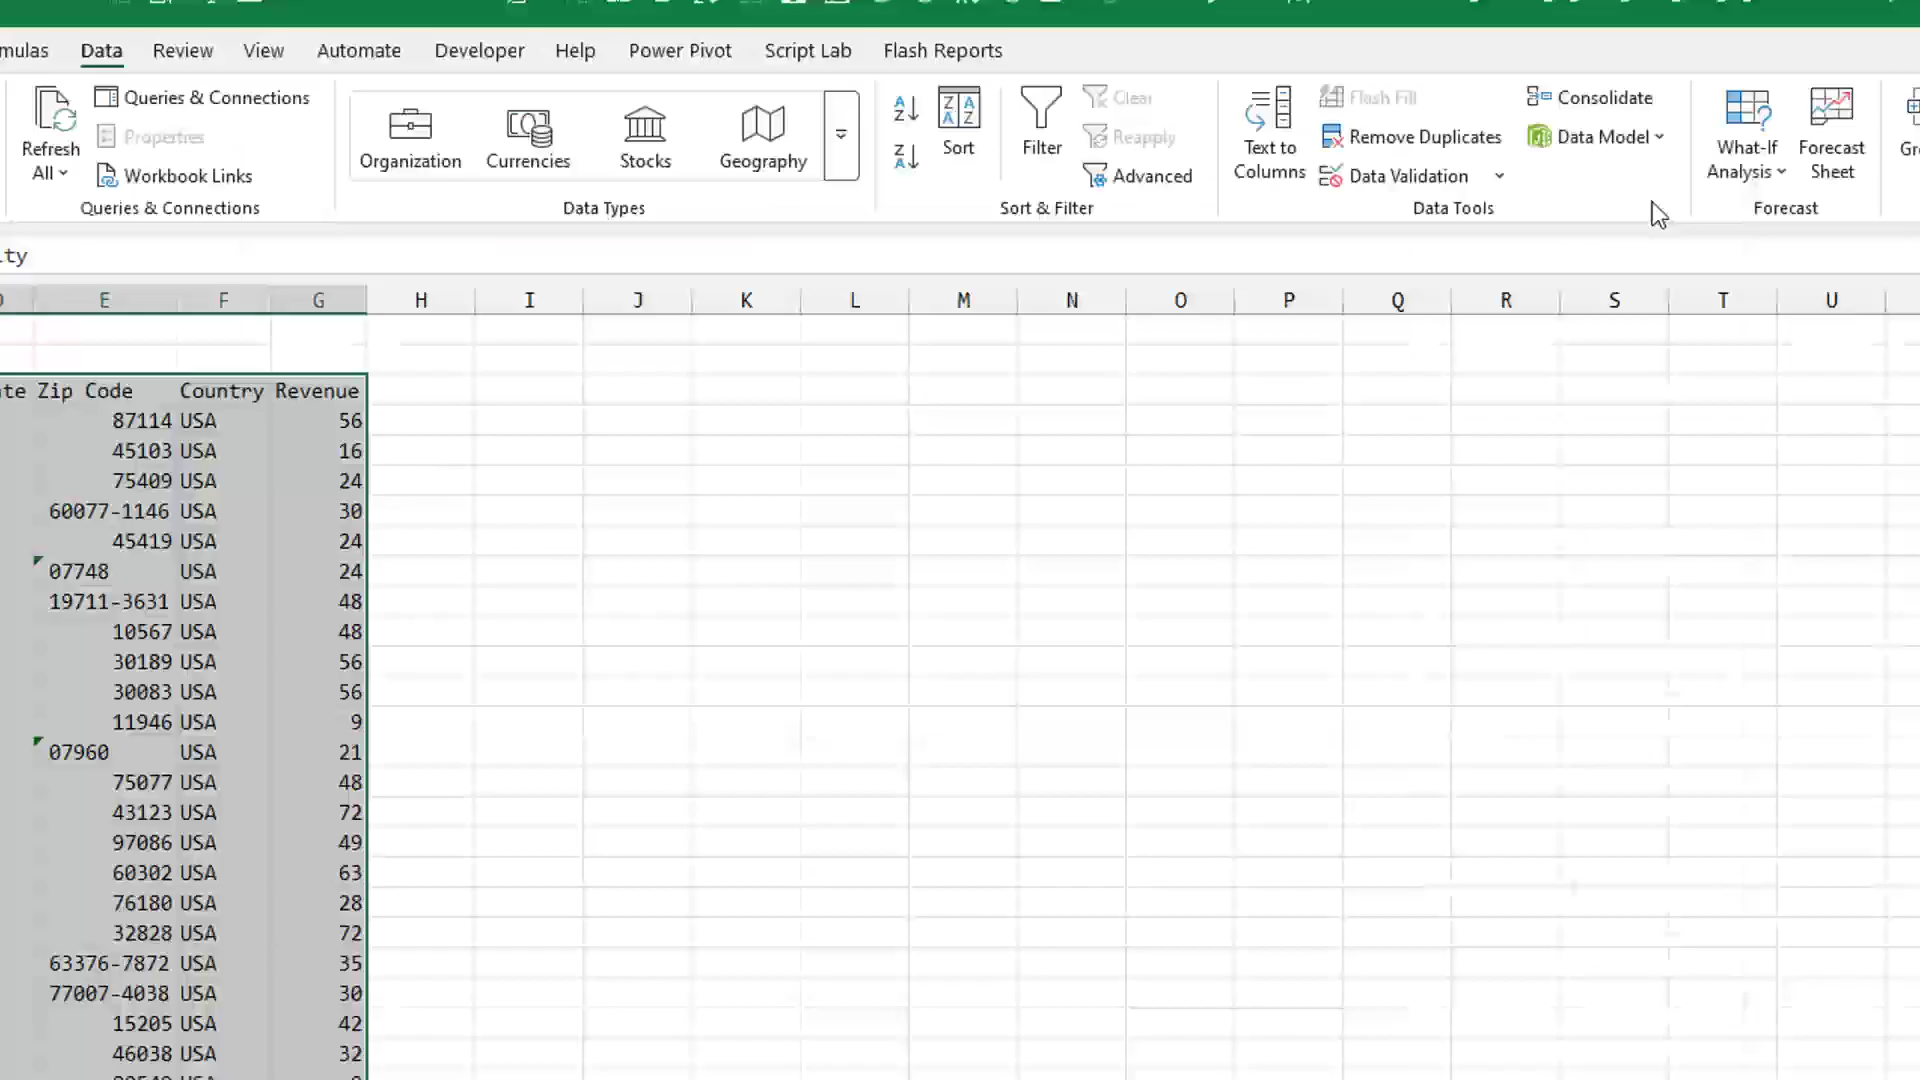 mulas Data Review View Automate Developer Help Power Pivot Script Lab Flash Reports
Refresh All
Queries & Connections
Properties
Workbook Links
Queries & Connections
Organization Currencies Stocks Geography
Data Types
Sort
Filter
Clear
Reapply
Advanced
Sort & Filter
Text to Columns
Flash Fill
Remove Duplicates
Data Validation
Consolidate
Data Model
Data Tools
What-If Analysis
Forecast Sheet
Forecast
Gr
ity
E F G H I J K L M N O P Q R S T U
ate Zip Code Country Revenue
87114 USA 56
45103 USA 16
75409 USA 24
60077-1146 USA 30
45419 USA 24
07748 USA 24
19711-3631 USA 48
10567 USA 48
30189 USA 56
30083 USA 56
11946 USA 9
07960 USA 21
75077 USA 48
43123 USA 72
97086 USA 49
60302 USA 63
76180 USA 28
32828 USA 72
63376-7872 USA 35
77007-4038 USA 30
15205 USA 42
46038 USA 32